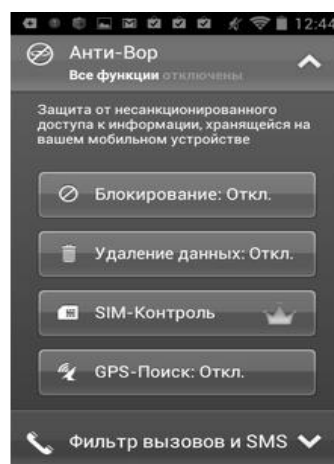 12:44
Анти-Вор
Все функции отключены
Защита от несанкционированного
доступа к информации, хранящейся на
вашем мобильном устройстве
Блокирование: Откл.
Удаление данных: Откл.
SIM-Контроль
GPS-Поиск: Откл.
Фильтр вызовов и SMS